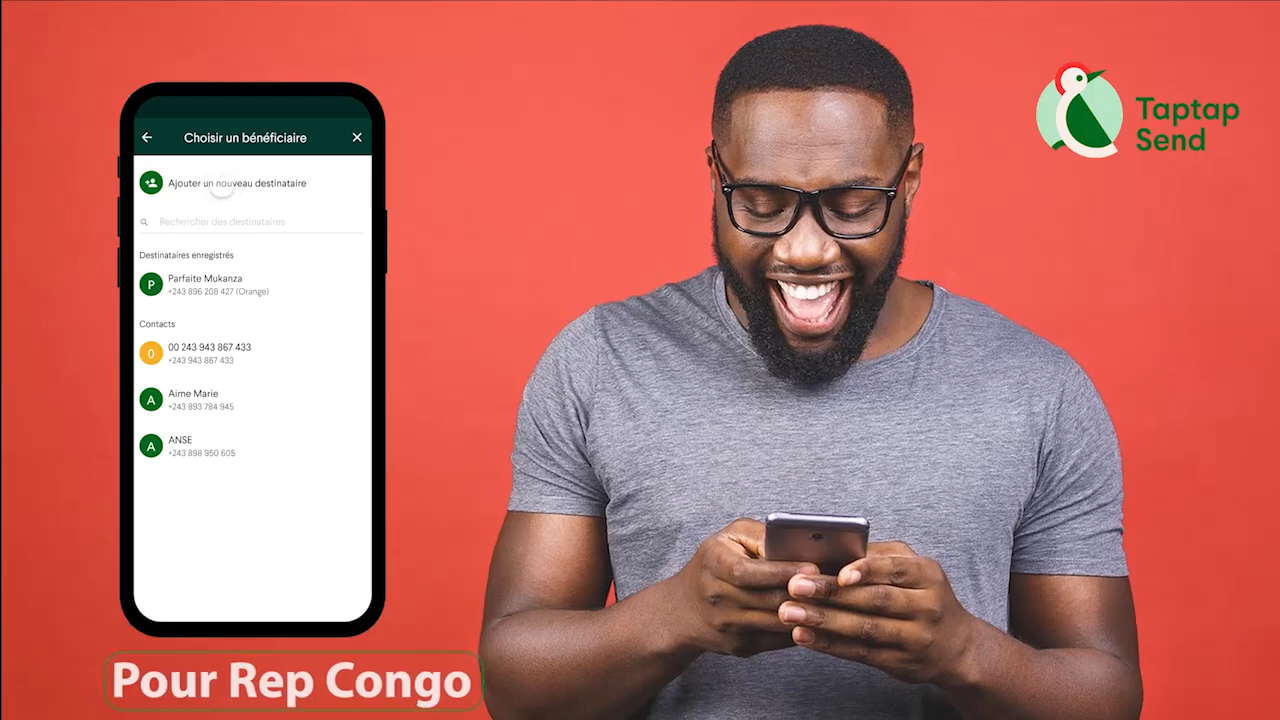 Choisir un bénéficiaire
Ajouter un nouveau destinataire
Rechercher des destinataires
Destinataires enregistrés
P
Parfaite Mukanza
+243 896 208 427 (Orange)
Contacts
0
00 243 943 867 433
+243 943 867 433
A
Aime Marie
+243 893 784 945
A
ANSE
+243 898 950 605
Pour Rep Congo
Taptap
Send